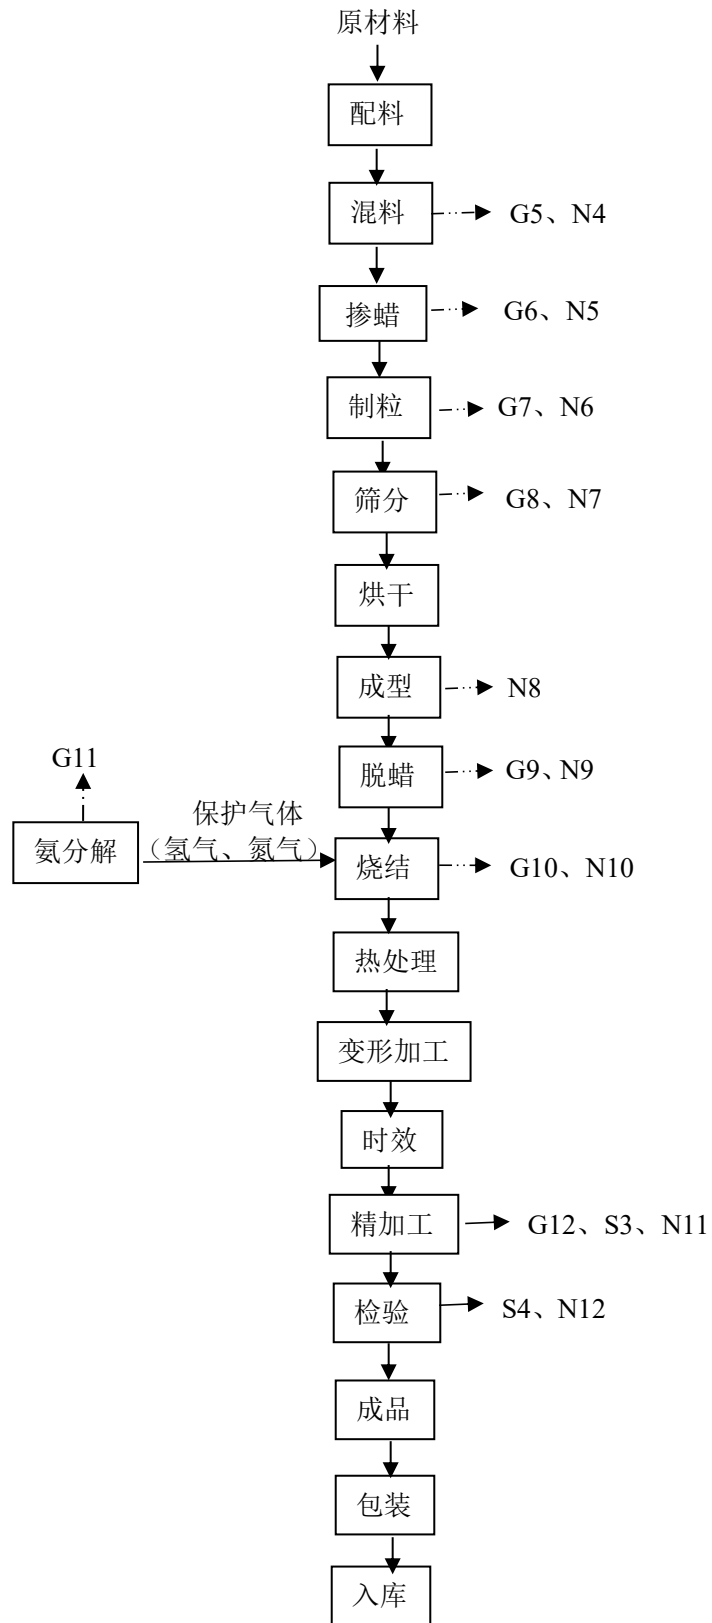 原材料
配料
混料
G5、N4
掺蜡
G6、N5
制粒
G7、N6
筛分
G8、N7
烘干
成型
N8
脱蜡
G9、N9
G11
氨分解
保护气体
（氢气、氮气）
烧结
G10、N10
热处理
变形加工
时效
精加工
G12、S3、N11
检验
S4、N12
成品
包装
入库